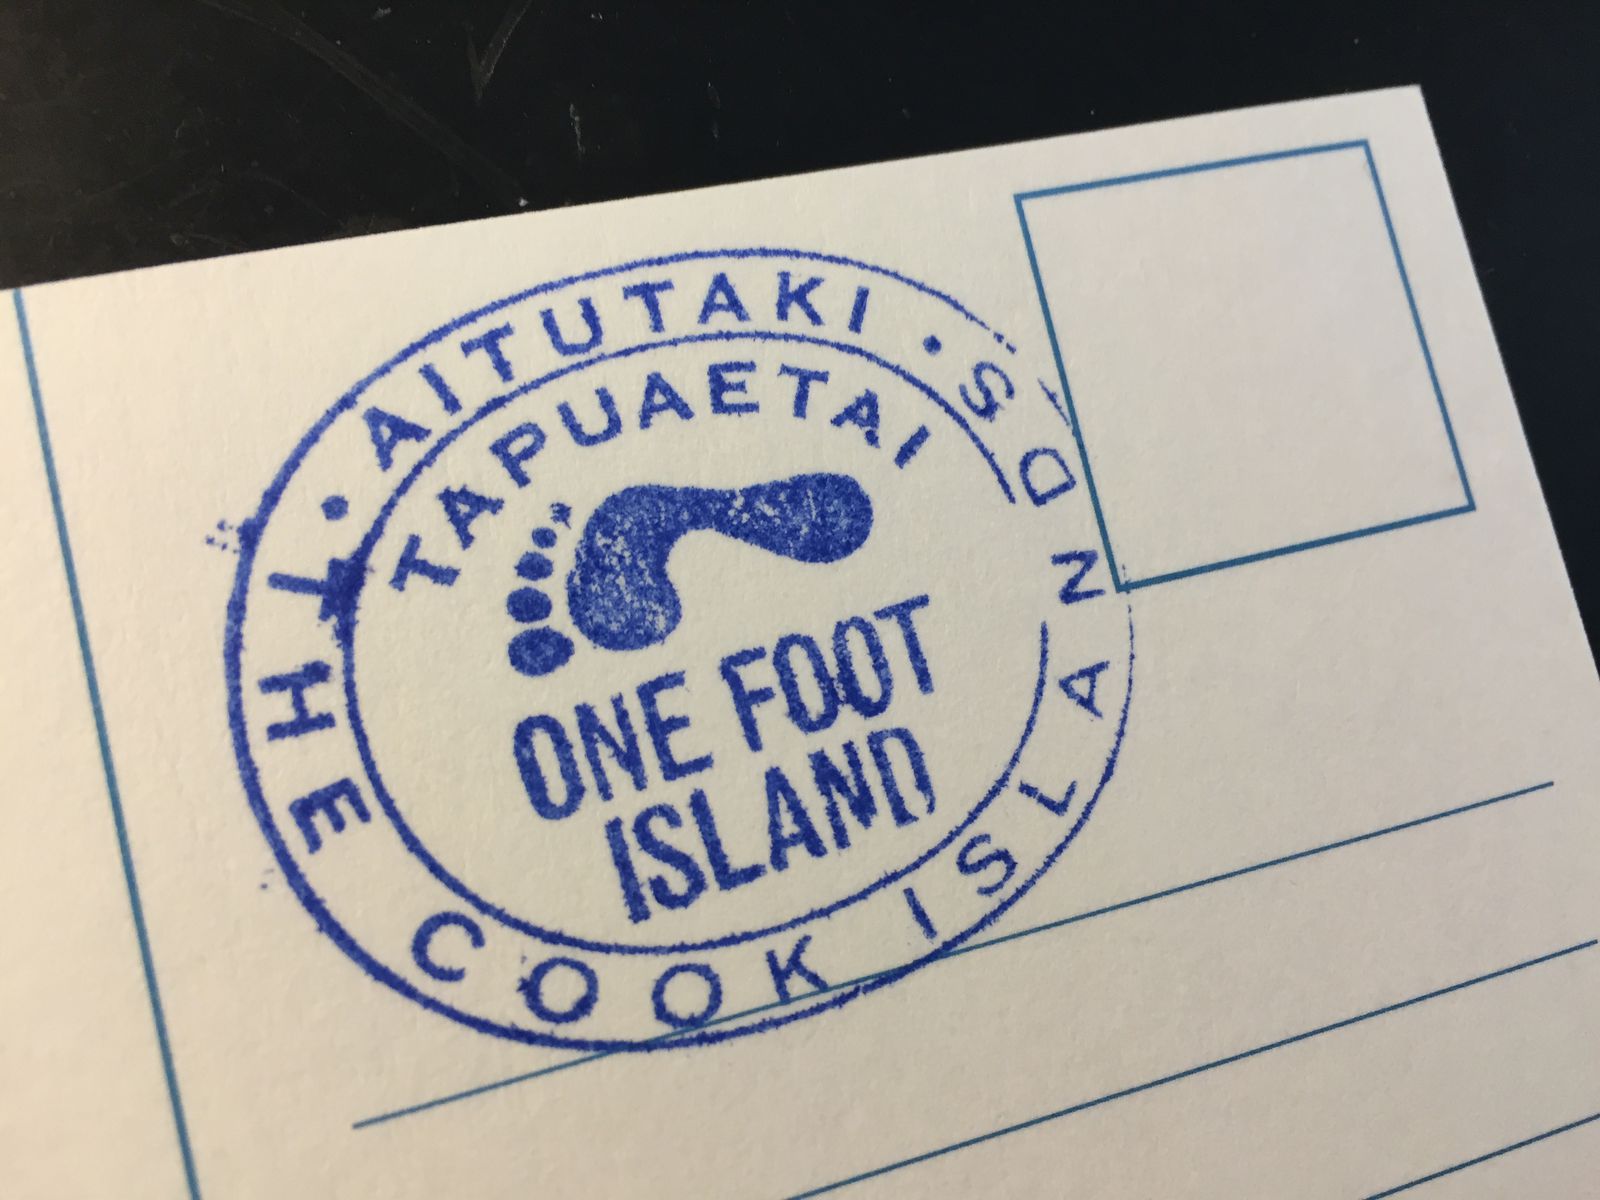 AITUTAKI
TAPUAETAI
ONE FOOT
ISLAND
THE COOK ISLANDS